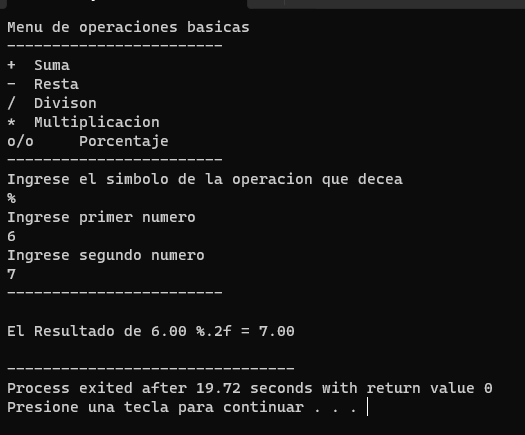 Menu de operaciones basicas
------------------------
+  Suma
-  Resta
/  Divison
*  Multiplicacion
o/o     Porcentaje
------------------------
Ingrese el simbolo de la operacion que decea
%
Ingrese primer numero
6
Ingrese segundo numero
7
------------------------
El Resultado de 6.00 %.2f = 7.00
--------------------------------
Process exited after 19.72 seconds with return value 0
Presione una tecla para continuar . . .